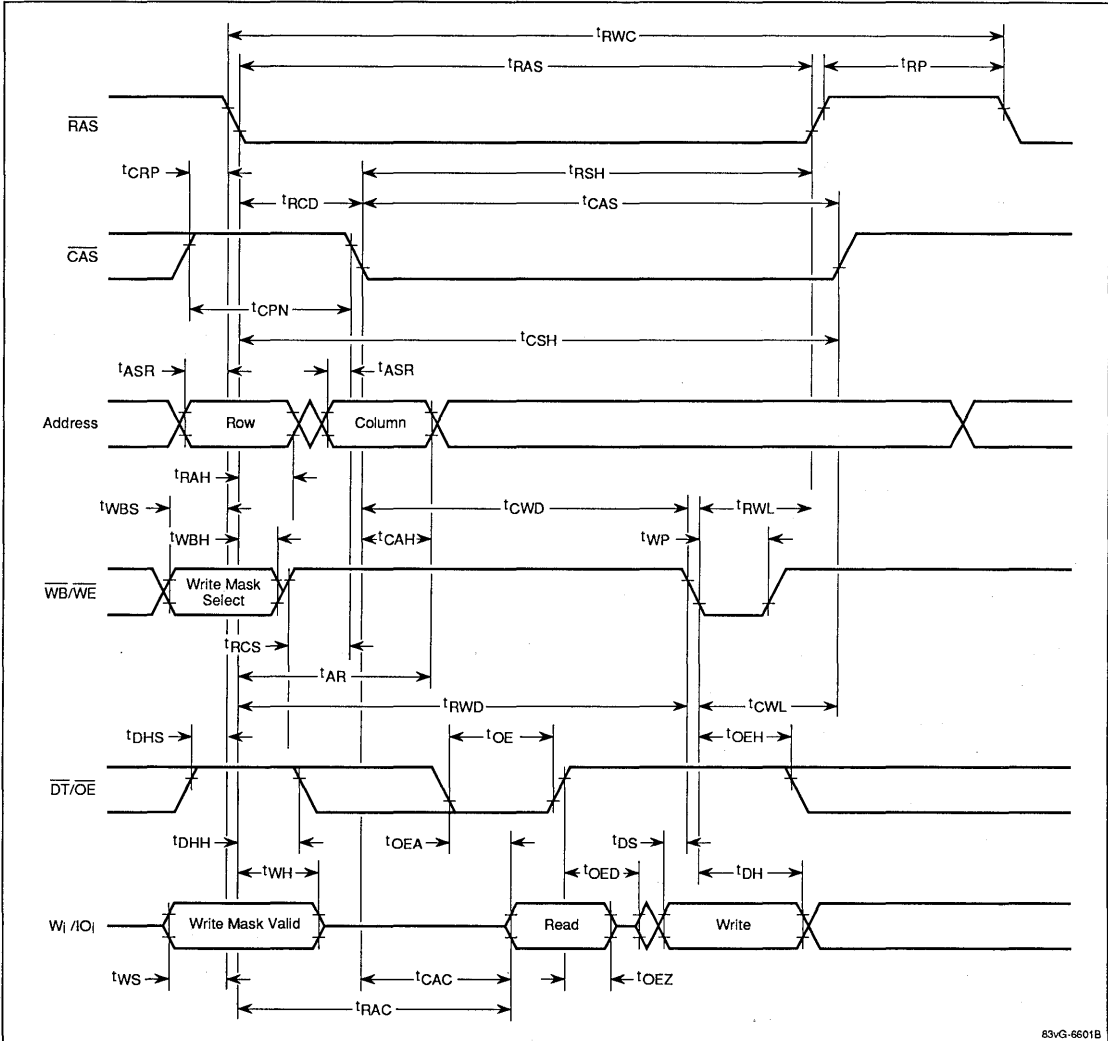 tRWC
tRAS
tRP
RAS
tCRP
tRSH
tRCD
tCAS
CAS
tCPN
tCSH
tASR
tASR
Address
Row
Column
tRAH
tWBS
tCWD
tRWL
tWBH
tCAH
tWP
WB/WE
Write Mask
Select
tRCS
tAR
tRWD
tCWL
tDHS
tOE
tOEH
DT/OE
tDHH
tOEA
tDS
tWH
tOED
tDH
Wi /IOi
Write Mask Valid
Read
Write
tWS
tCAC
tOEZ
tRAC
83vG-6601B